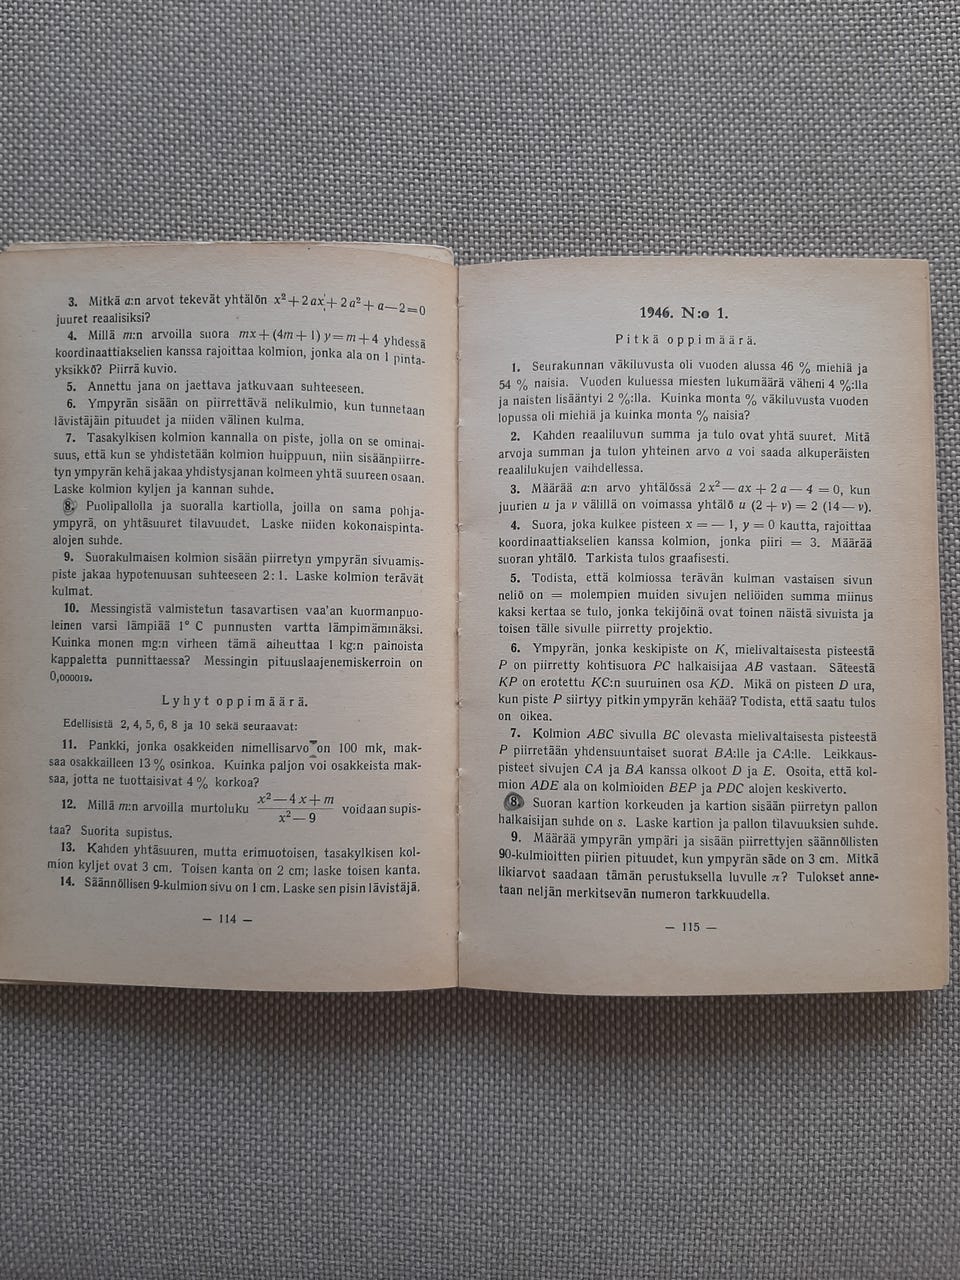 3. Mitkä a:n arvot tekevät yhtälön x² + 2ax + 2a² + a — 2 = 0
juuret reaalisiksi?
4. Millä m:n arvoilla suora mx + (4m + 1) y = m + 4 yhdessä
koordinaattiakselien kanssa rajoittaa kolmion, jonka ala on 1 pinta-
yksikkö? Piirrä kuvio.
5. Annettu jana on jaettava jatkuvaan suhteeseen.
6. Ympyrän sisään on piirrettävä nelikulmio, kun tunnetaan
lävistäjäin pituudet ja niiden välinen kulma.
7. Tasakylkisen kolmion kannalla on piste, jolla on se ominai-
suus, että kun se yhdistetään kolmion huippuun, niin sisäänpiirre-
tyn ympyrän kehä jakaa yhdistysjanan kolmeen yhtä suureen osaan.
Laske kolmion kyljen ja kannan suhde.
8. Puolipallolla ja suoralla kartiolla, joilla on sama pohja-
ympyrä, on yhtäsuuret tilavuudet. Laske niiden kokonaispinta-
alojen suhde.
9. Suorakulmaisen kolmion sisään piirretyn ympyrän sivuamis-
piste jakaa hypotenuusan suhteeseen 2 : 1. Laske kolmion terävät
kulmat.
10. Messingistä valmistetun tasavartisen vaa'an kuormanpuo-
leinen varsi lämpiää 1° C punnusten vartta lämpimämmäksi.
Kuinka monen mg:n virheen tämä aiheuttaa 1 kg:n painoista
kappaletta punnittaessa? Messingin pituuslaajenemiskerroin on
0,000019.
Lyhyt oppimäärä.
Edellisistä 2, 4, 5, 6, 8 ja 10 sekä seuraavat:
11. Pankki, jonka osakkeiden nimellisarvo on 100 mk, mak-
saa osakkailleen 13 % osinkoa. Kuinka paljon voi osakkeista mak-
saa, jotta ne tuottaisivat 4 % korkoa?
12. Millä m:n arvoilla murtoluku (x² — 4x + m) / (x² — 9) voidaan supis-
taa? Suorita supistus.
13. Kahden yhtäsuuren, mutta erimuotoisen, tasakylkisen kol-
mion kyljet ovat 3 cm. Toisen kanta on 2 cm; laske toisen kanta.
14. Säännöllisen 9-kulmion sivu on 1 cm. Laske sen pisin lävistäjä.
— 114 —
1946. N:o 1.
Pitkä oppimäärä.
1. Seurakunnan väkiluvusta oli vuoden alussa 46 % miehiä ja
54 % naisia. Vuoden kuluessa miesten lukumäärä väheni 4 %:lla
ja naisten lisääntyi 2 %:lla. Kuinka monta % väkiluvusta vuoden
lopussa oli miehiä ja kuinka monta % naisia?
2. Kahden reaaliluvun summa ja tulo ovat yhtä suuret. Mitä
arvoja summan ja tulon yhteinen arvo a voi saada alkuperäisten
reaalilukujen vaihdellessa.
3. Määrää a:n arvo yhtälössä 2x² — ax + 2a — 4 = 0, kun
juurien u ja v välillä on voimassa yhtälö u (2 + v) = 2 (14 — v).
4. Suora, joka kulkee pisteen x = — 1, y = 0 kautta, rajoittaa
koordinaattiakselien kanssa kolmion, jonka piiri = 3. Määrää
suoran yhtälö. Tarkista tulos graafisesti.
5. Todista, että kolmiossa terävän kulman vastaisen sivun
neliö on = molempien muiden sivujen neliöiden summa miinus
kaksi kertaa se tulo, jonka tekijöinä ovat toinen näistä sivuista ja
toisen tälle sivulle piirretty projektio.
6. Ympyrän, jonka keskipiste on K, mielivaltaisesta pisteestä
P on piirretty kohtisuora PC halkaisijaa AB vastaan. Säteestä
KP on erotettu KC:n suuruinen osa KD. Mikä on pisteen D ura,
kun piste P siirtyy pitkin ympyrän kehää? Todista, että saatu tulos
on oikea.
7. Kolmion ABC sivulla BC olevasta mielivaltaisesta pisteestä
P piirretään yhdensuuntaiset suorat BA:lle ja CA:lle. Leikkaus-
pisteet sivujen CA ja BA kanssa olkoot D ja E. Osoita, että kol-
mion ADE ala on kolmioiden BEP ja PDC alojen keskiverto.
8. Suoran kartion korkeuden ja kartion sisään piirretyn pallon
halkaisijan suhde on s. Laske kartion ja pallon tilavuuksien suhde.
9. Määrää ympyrän ympäri ja sisään piirrettyjen säännöllisten
90-kulmioitten piirien pituudet, kun ympyrän säde on 3 cm. Mitkä
likiarvot saadaan tämän perustuksella luvulle π? Tulokset anne-
taan neljän merkitsevän numeron tarkkuudella.
— 115 —